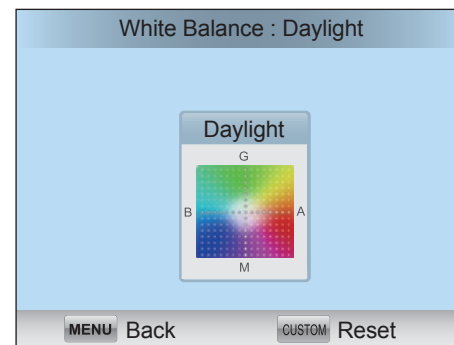 White Balance : Daylight
Daylight
G
B A
M
MENU Back CUSTOM Reset